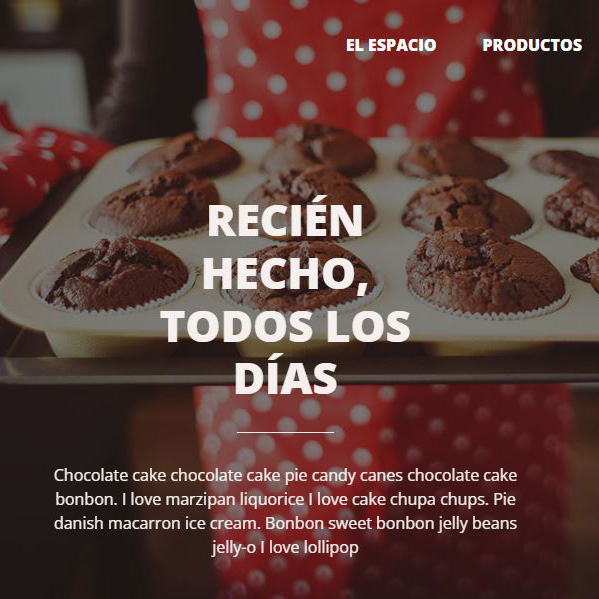 EL ESPACIO PRODUCTOS
RECIÉN
HECHO,
TODOS LOS
DÍAS
Chocolate cake chocolate cake pie candy canes chocolate cake
bonbon. I love marzipan liquorice I love cake chupa chups. Pie
danish macarron ice cream. Bonbon sweet bonbon jelly beans
jelly-o I love lollipop